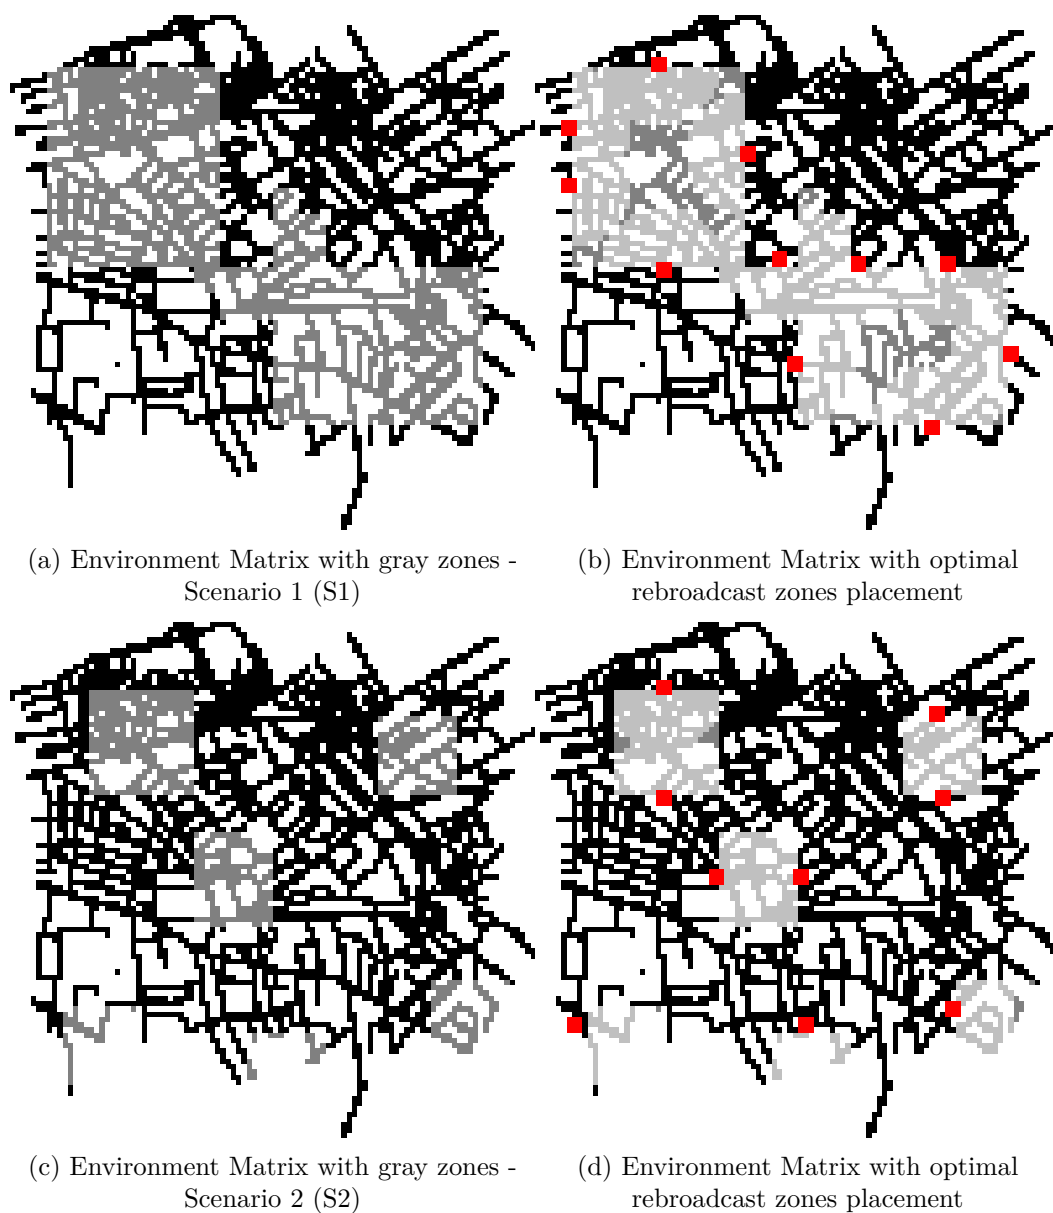 (a) Environment Matrix with gray zones -
Scenario 1 (S1)
(b) Environment Matrix with optimal
rebroadcast zones placement
(c) Environment Matrix with gray zones -
Scenario 2 (S2)
(d) Environment Matrix with optimal
rebroadcast zones placement